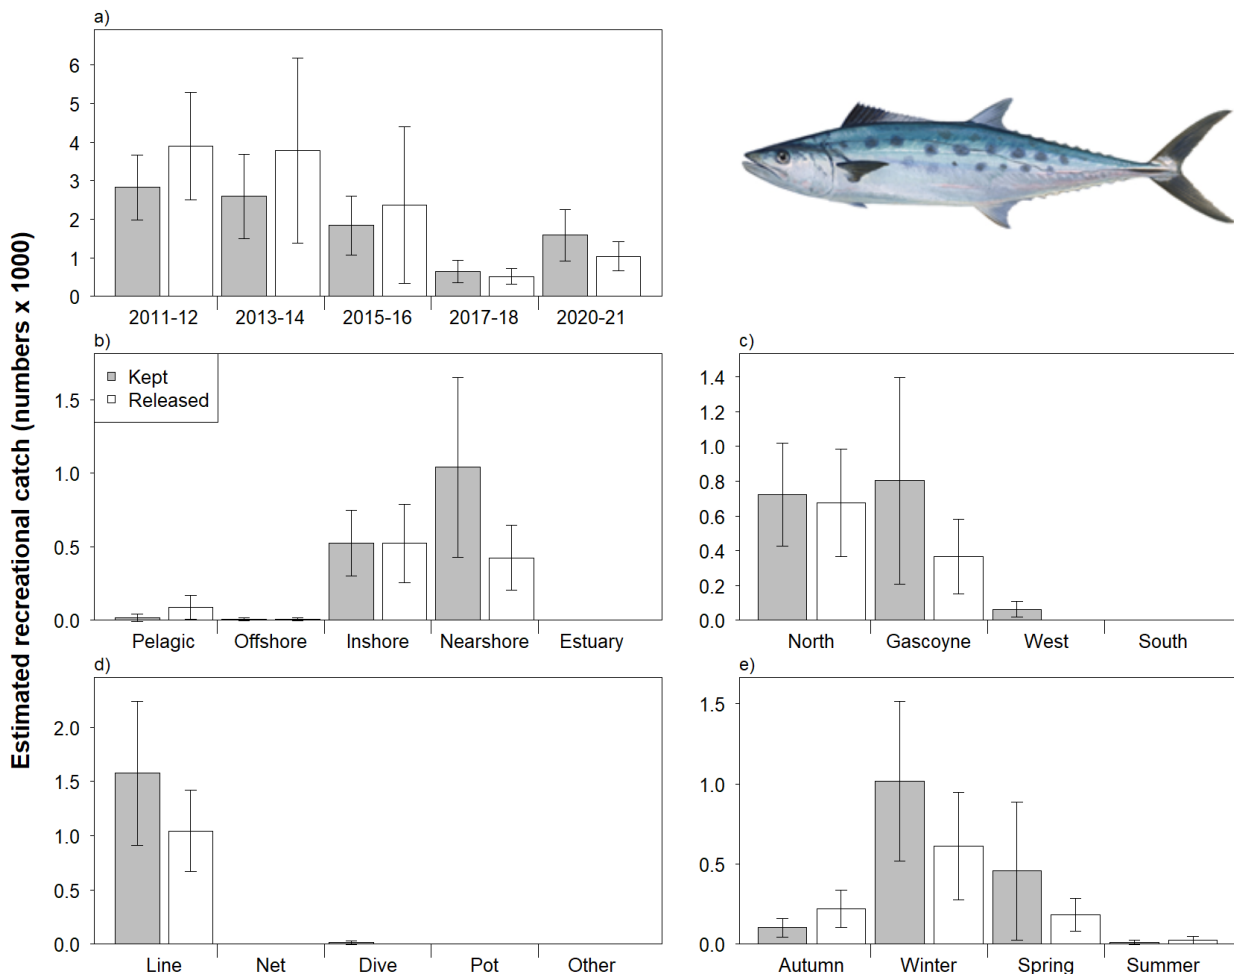 a)
6
5
4
3
2
1
0
2011-12 2013-14 2015-16 2017-18 2020-21
Estimated recreational catch (numbers x 1000)
b)
Kept
Released
1.5
1.0
0.5
0.0
Pelagic Offshore Inshore Nearshore Estuary
c)
1.4
1.2
1.0
0.8
0.6
0.4
0.2
0.0
North Gascoyne West South
d)
2.0
1.5
1.0
0.5
0.0
Line Net Dive Pot Other
e)
1.5
1.0
0.5
0.0
Autumn Winter Spring Summer